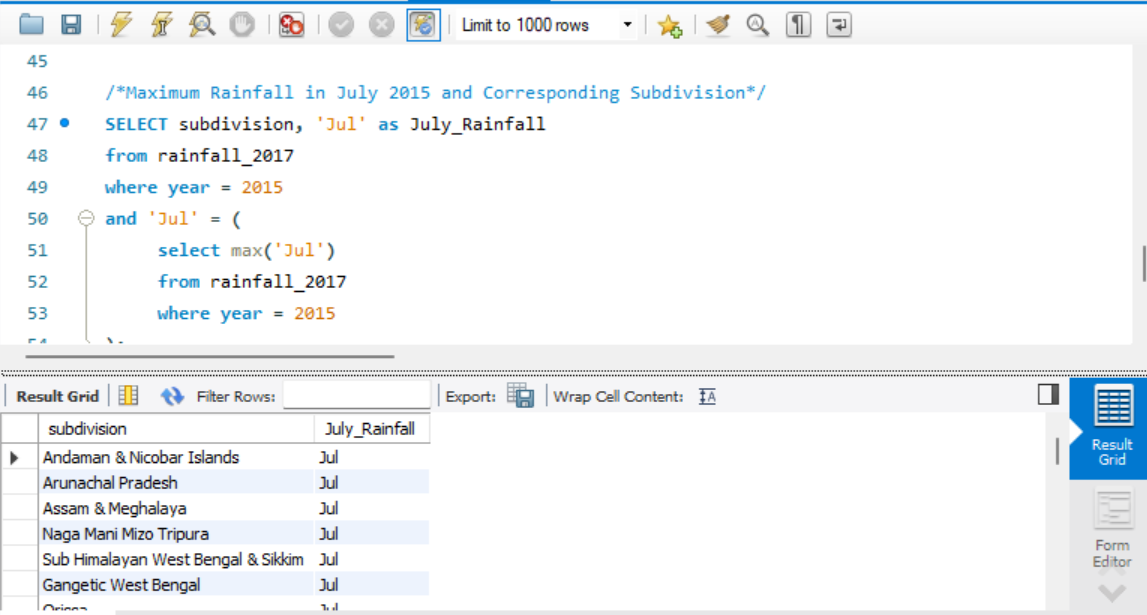 Limit to 1000 rows
45
46 /*Maximum Rainfall in July 2015 and Corresponding Subdivision*/
47 SELECT subdivision, 'Jul' as July_Rainfall
48 from rainfall_2017
49 where year = 2015
50 and 'Jul' = (
51 select max('Jul')
52 from rainfall_2017
53 where year = 2015
54 );
Result Grid Filter Rows: Export: Wrap Cell Content:
subdivision July_Rainfall
Andaman & Nicobar Islands Jul
Arunachal Pradesh Jul
Assam & Meghalaya Jul
Naga Mani Mizo Tripura Jul
Sub Himalayan West Bengal & Sikkim Jul
Gangetic West Bengal Jul
Orissa Jul
Result
Grid
Form
Editor